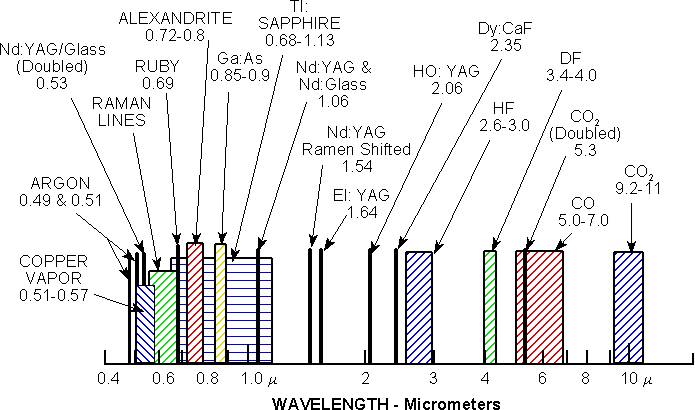 ALEXANDRITE
0.72-0.8
TI:
SAPPHIRE
0.68-1.13
Dy:CaF
2.35
Nd:YAG/Glass
(Doubled)
0.53
RUBY
0.69
Ga:As
0.85-0.9
Nd:YAG &
Nd:Glass
1.06
HO: YAG
2.06
DF
3.4-4.0
RAMAN
LINES
HF
2.6-3.0
CO2
(Doubled)
5.3
Nd:YAG
Ramen Shifted
1.54
ARGON
0.49 & 0.51
EI: YAG
1.64
CO
5.0-7.0
CO2
9.2-11
COPPER
VAPOR
0.51-0.57
0.4 0.6 0.8 1.0 μ 2 3 4 6 8 10 μ
WAVELENGTH - Micrometers